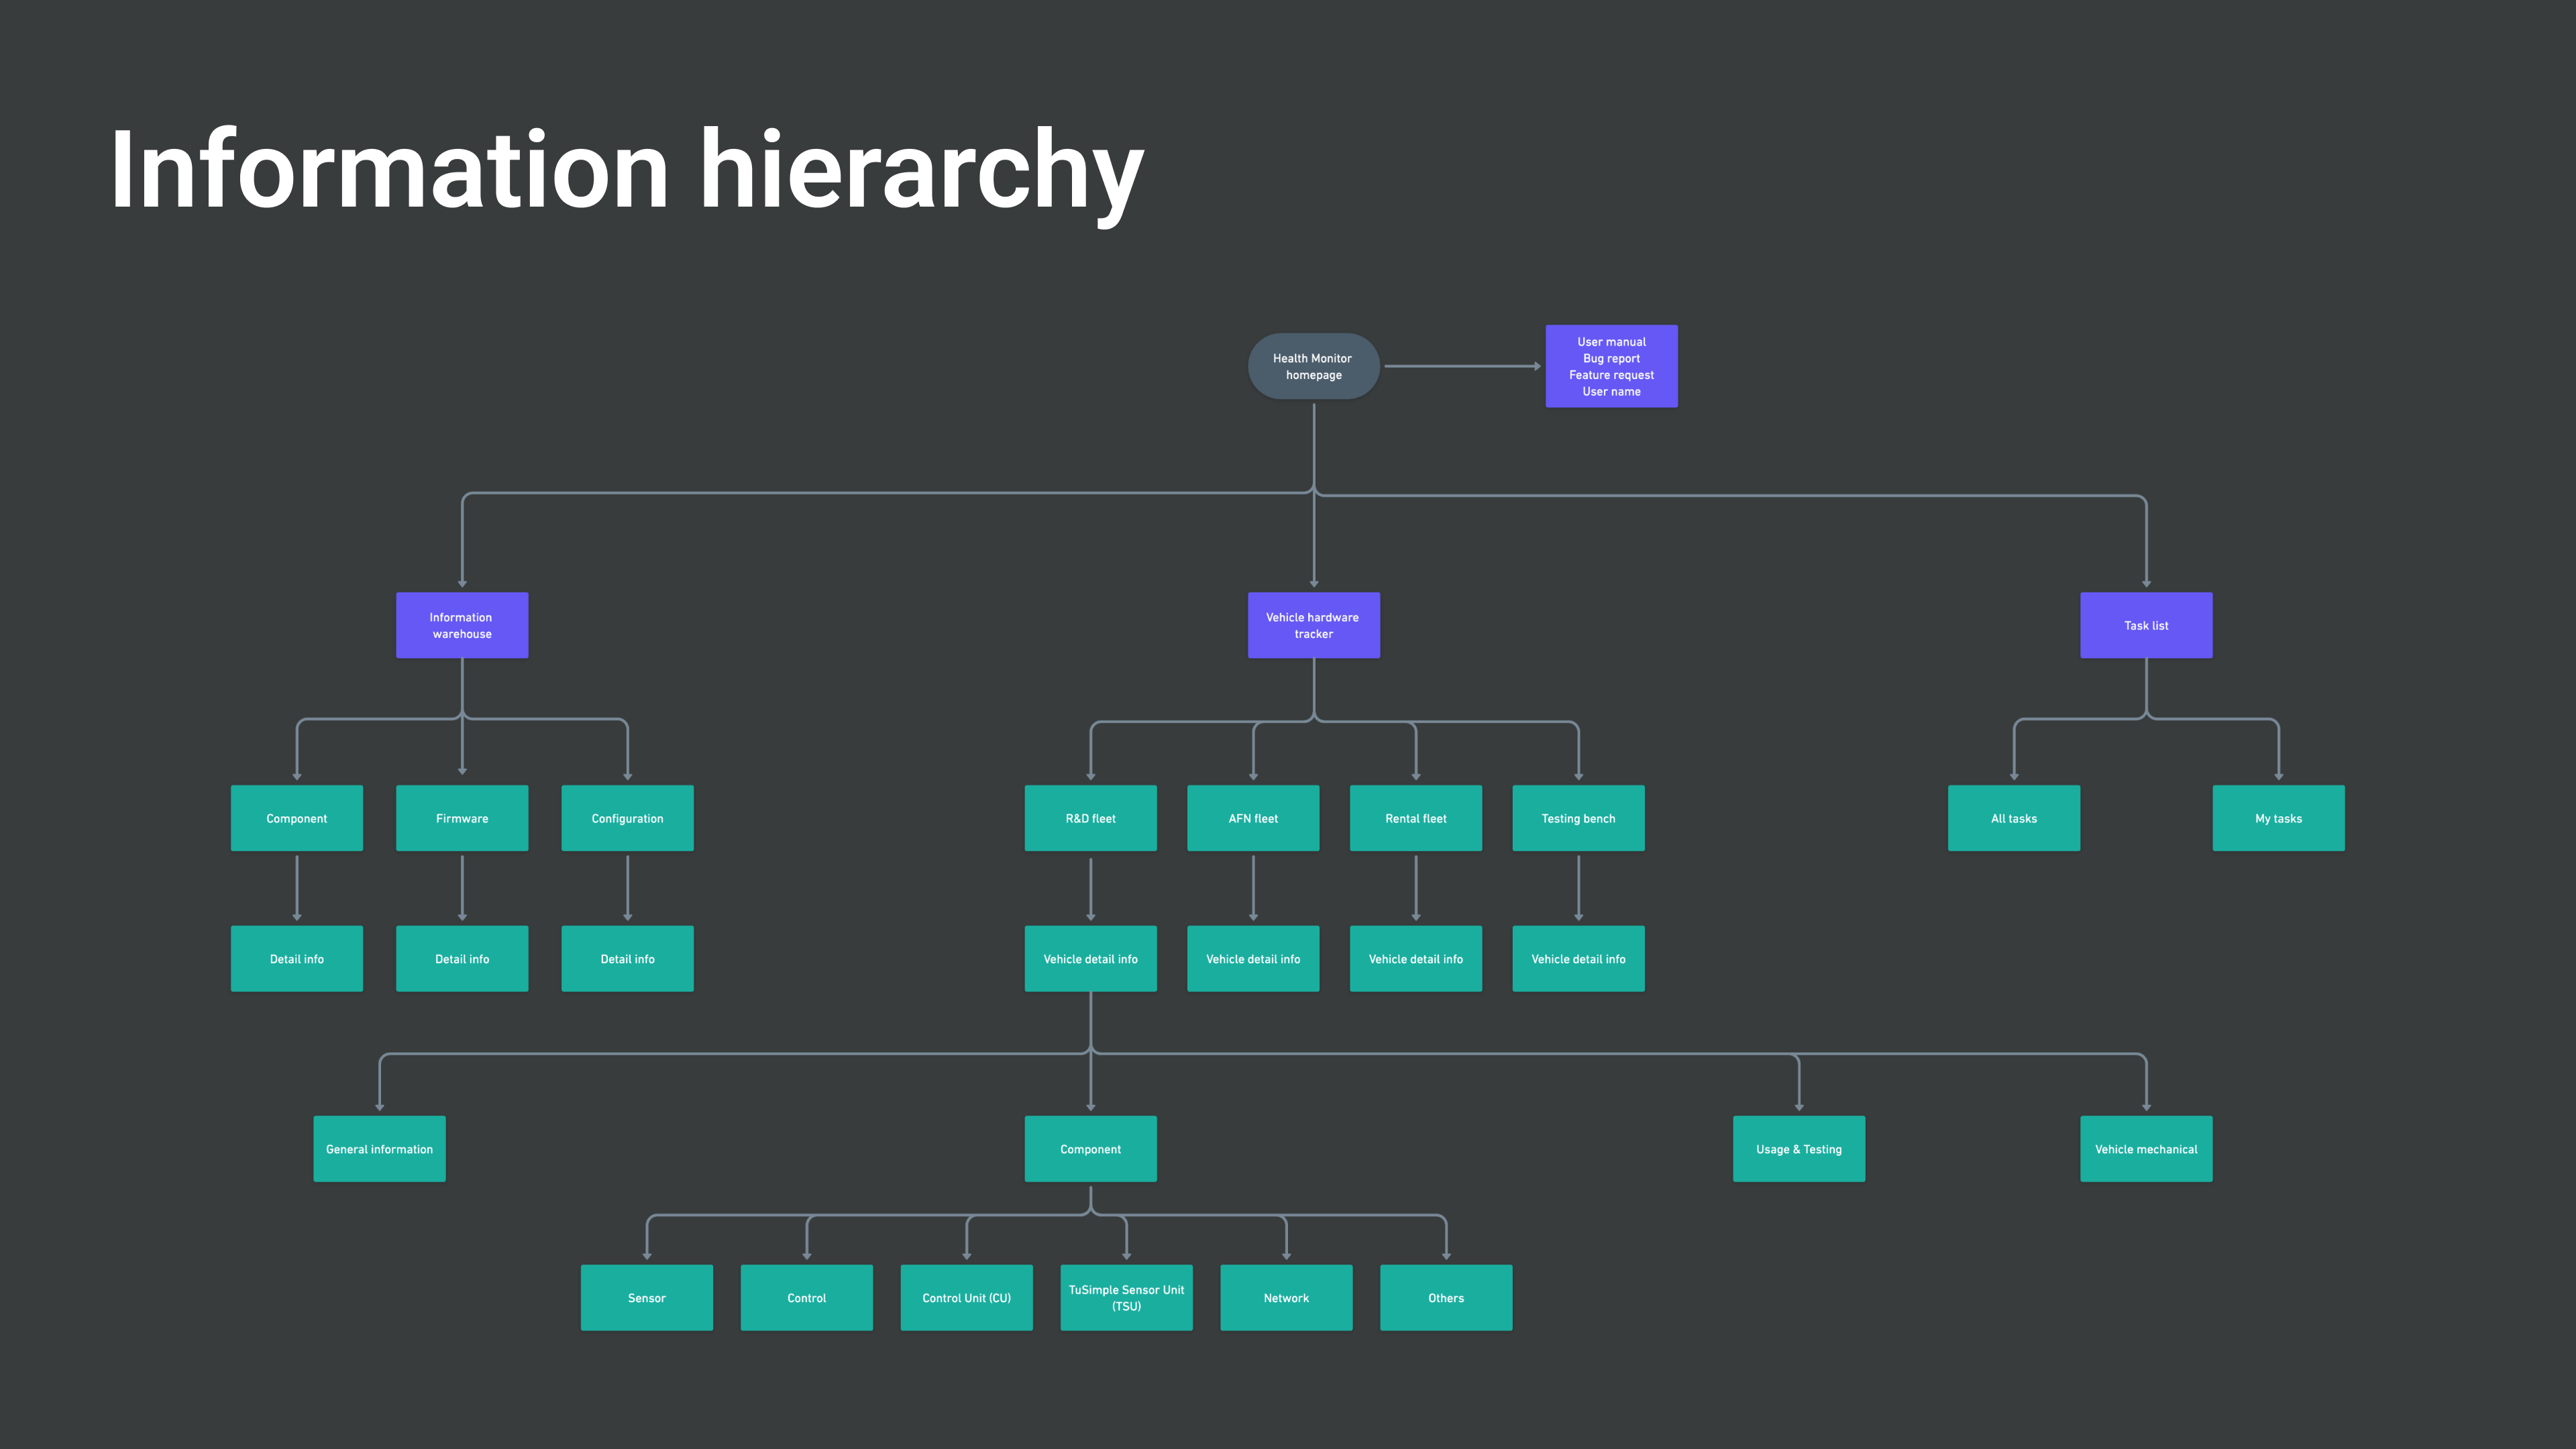 Information hierarchy
Health Monitor
homepage
User manual
Bug report
Feature request
User name
Information
warehouse
Vehicle hardware
tracker
Task list
Component
Firmware
Configuration
R&D fleet
AFN fleet
Rental fleet
Testing bench
All tasks
My tasks
Detail info
Detail info
Detail info
Vehicle detail info
Vehicle detail info
Vehicle detail info
Vehicle detail info
General information
Component
Usage & Testing
Vehicle mechanical
Sensor
Control
Control Unit (CU)
TuSimple Sensor Unit
(TSU)
Network
Others